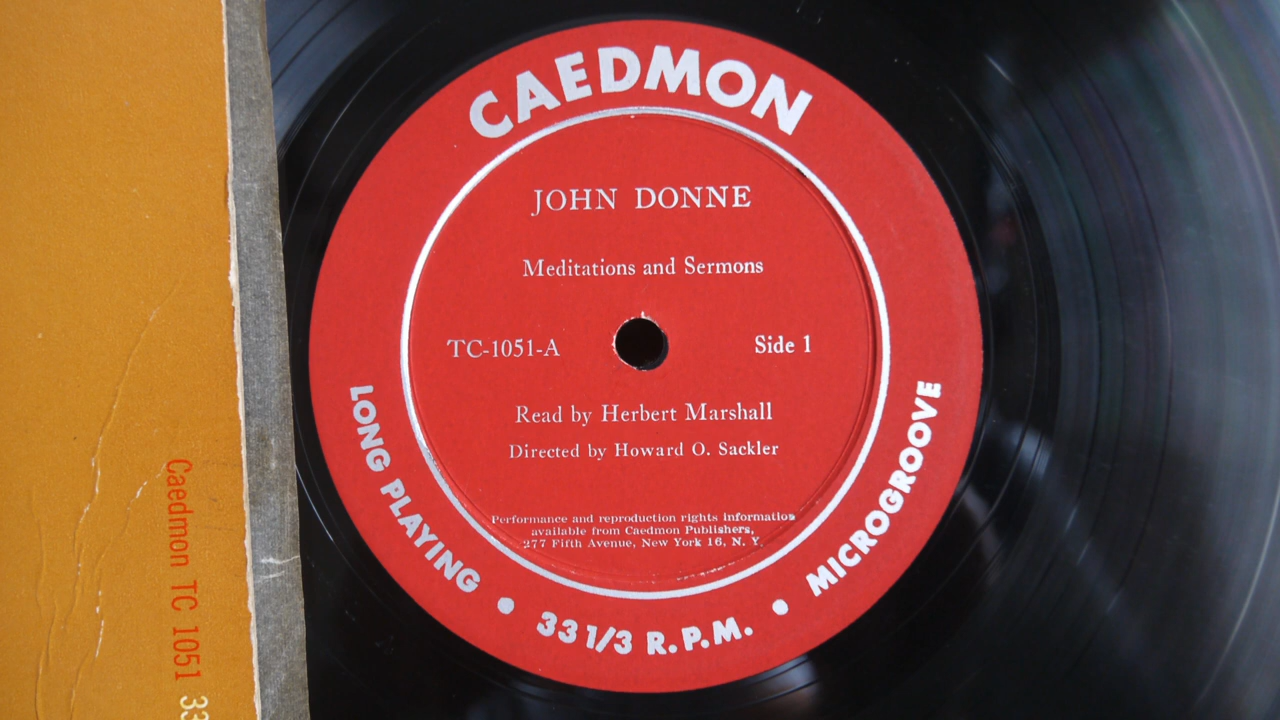 CAEDMON
JOHN DONNE
Meditations and Sermons
TC-1051-A
Side 1
Read by Herbert Marshall
Directed by Howard O. Sackler
Performance and reproduction rights information
available from Caedmon Publishers,
277 Fifth Avenue, New York 16, N. Y.
LONG PLAYING • 33 1/3 R.P.M. • MICROGROOVE
Caedmon TC 1051 33